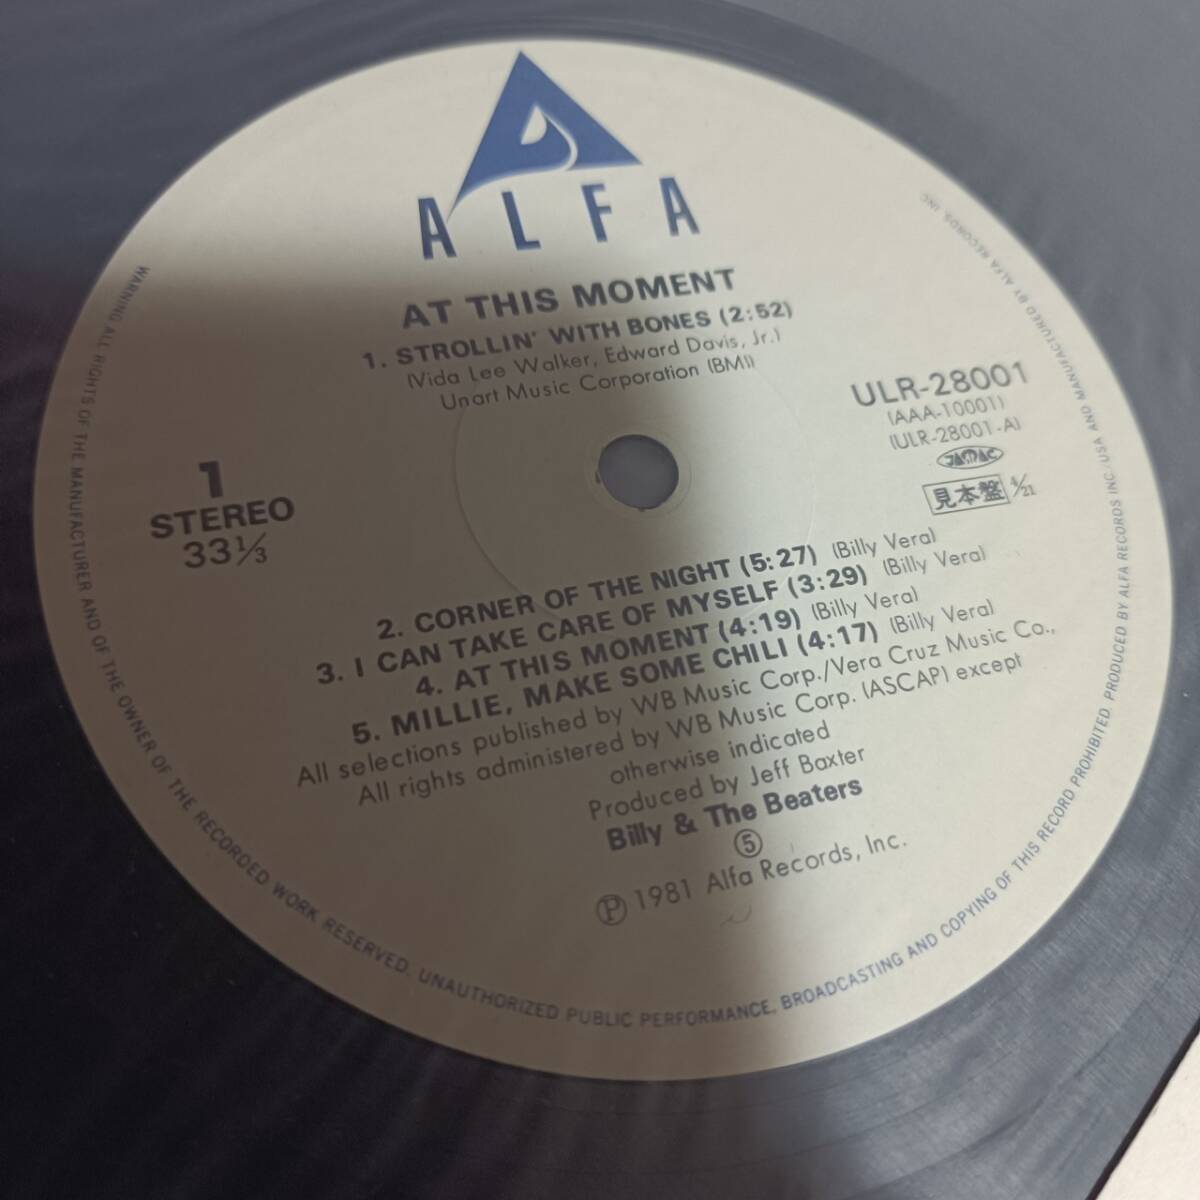 ALFA
AT THIS MOMENT
1. STROLLIN' WITH BONES (2:52)
(Vida Lee Walker, Edward Davis, Jr.)
Unart Music Corporation (BMI)
ULR-28001
(AAA-10001)
(ULR-28001-A)
JASRAC
見本盤 4/21
1
STEREO
33 1/3
2. CORNER OF THE NIGHT (5:27) (Billy Vera)
3. I CAN TAKE CARE OF MYSELF (3:29) (Billy Vera)
4. AT THIS MOMENT (4:19) (Billy Vera)
5. MILLIE, MAKE SOME CHILI (4:17) (Billy Vera)
All selections published by WB Music Corp./Vera Cruz Music Co.,
All rights administered by WB Music Corp. (ASCAP) except
otherwise indicated
Produced by Jeff Baxter
Billy & The Beaters
⑤
Ⓟ 1981 Alfa Records, Inc.
WARNING ALL RIGHTS OF THE MANUFACTURER AND OF THE OWNER OF THE RECORDED WORK RESERVED. UNAUTHORIZED PUBLIC PERFORMANCE, BROADCASTING AND COPYING OF THIS RECORD PROHIBITED. PRODUCED BY ALFA RECORDS INC./USA AND MANUFACTURED BY ALFA RECORDS, INC.